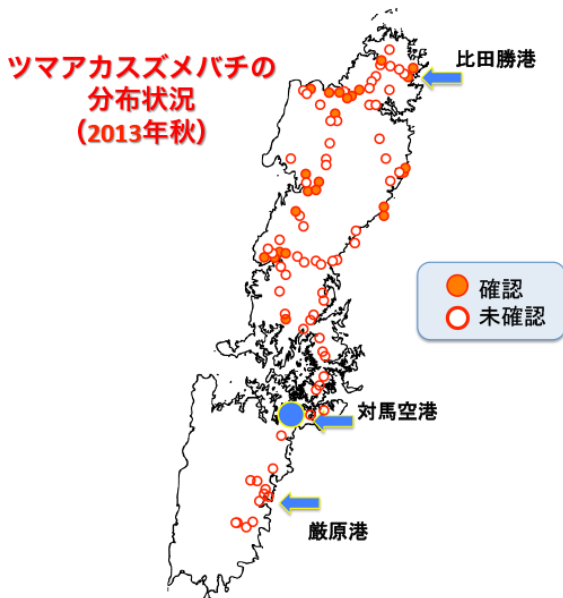 ツマアカスズメバチの
分布状況
（2013年秋）
比田勝港
確認
未確認
対馬空港
厳原港